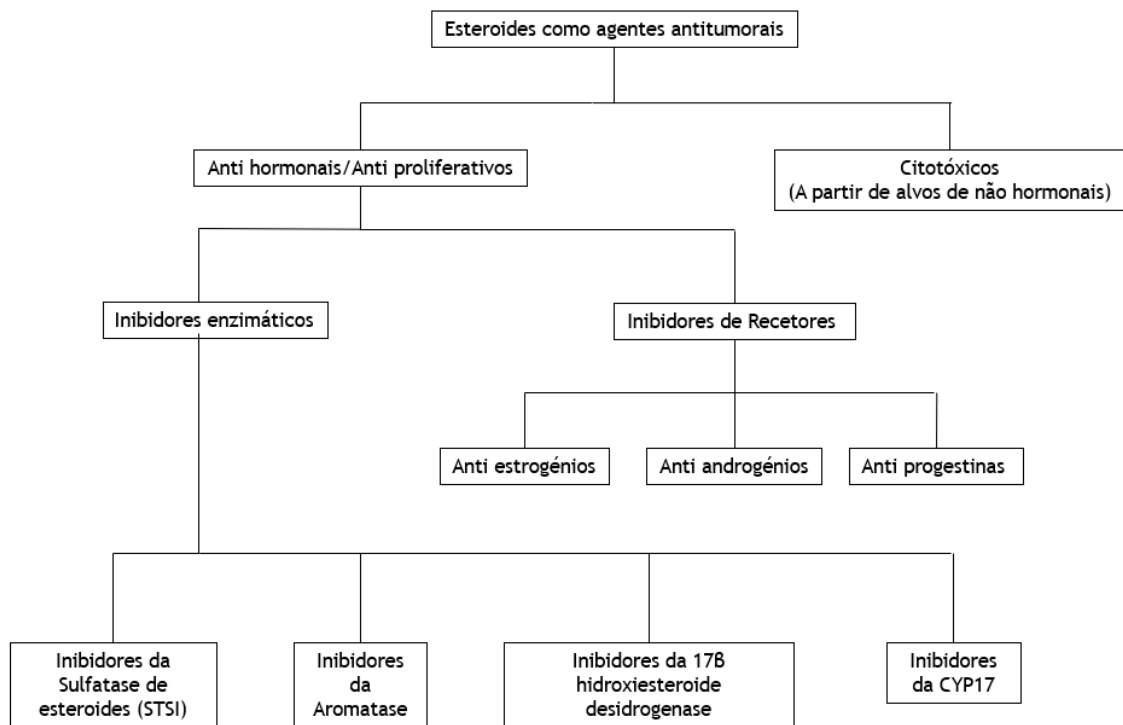 Esteroides como agentes antitumorais
Anti hormonais/Anti proliferativos
Citotóxicos
(A partir de alvos de não hormonais)
Inibidores enzimáticos
Inibidores de Recetores
Anti estrogénios
Anti androgénios
Anti progestinas
Inibidores da
Sulfatase de
esteroides (STSI)
Inibidores
da
Aromatase
Inibidores da 17ß
hidroxiesteroide
desidrogenase
Inibidores
da CYP17